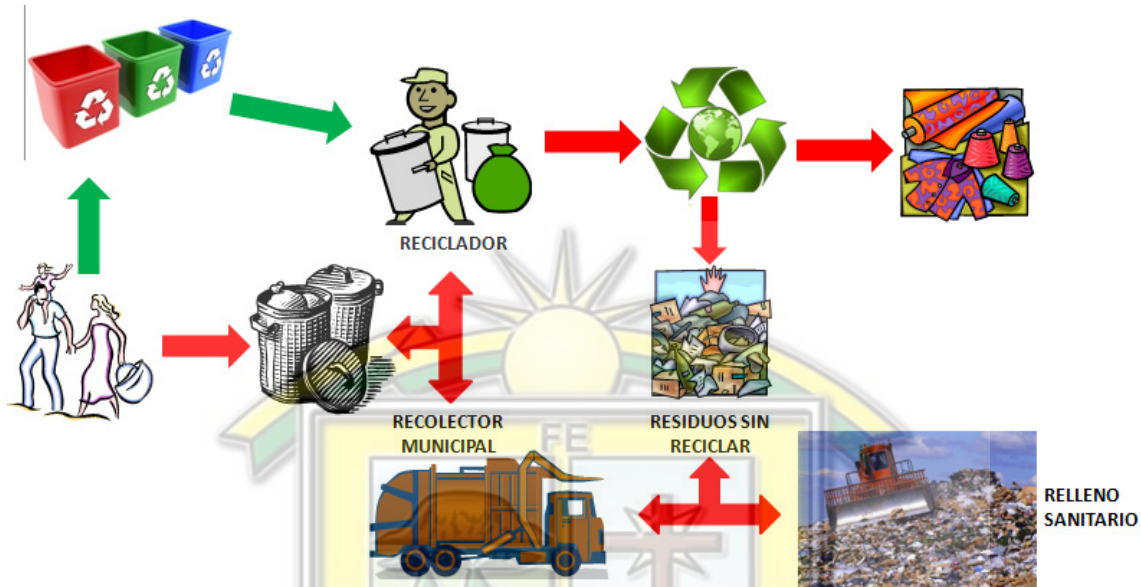 RECICLADOR
RECOLECTOR
MUNICIPAL
RESIDUOS SIN
RECICLAR
FE
RELLENO
SANITARIO